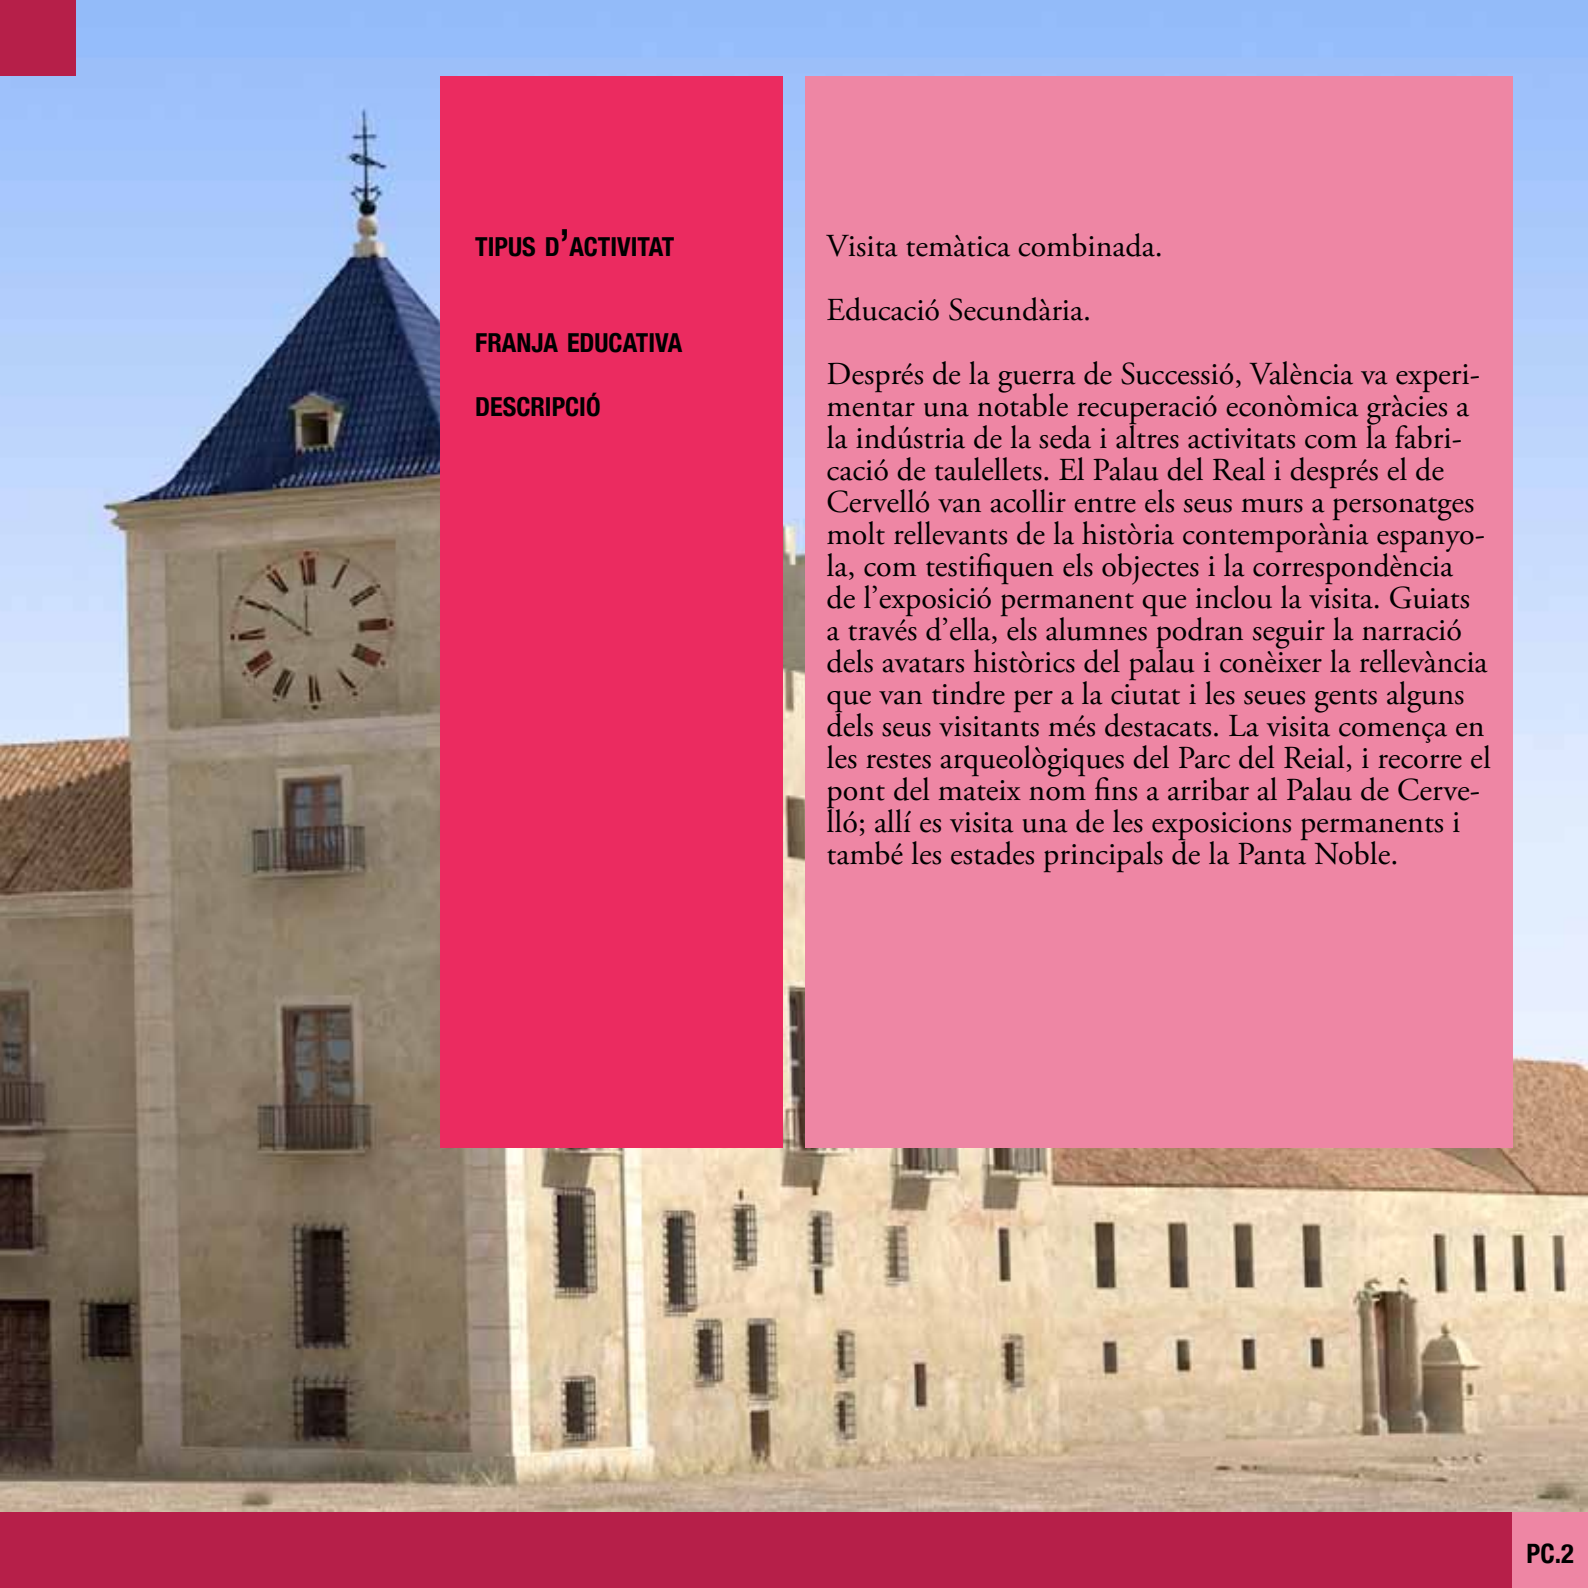 TIPUS D'ACTIVITAT
Visita temàtica combinada.
FRANJA EDUCATIVA
Educació Secundària.
DESCRIPCIÓ
Després de la guerra de Successió, València va experi-
mentar una notable recuperació econòmica gràcies a
la indústria de la seda i altres activitats com la fabri-
cació de taulellets. El Palau del Real i després el de
Cervelló van acollir entre els seus murs a personatges
molt rellevants de la història contemporània espanyo-
la, com testifiquen els objectes i la correspondència
de l'exposició permanent que inclou la visita. Guiats
a través d'ella, els alumnes podran seguir la narració
dels avatars històrics del palau i conèixer la rellevància
que van tindre per a la ciutat i les seues gents alguns
dels seus visitants més destacats. La visita comença en
les restes arqueològiques del Parc del Reial, i recorre el
pont del mateix nom fins a arribar al Palau de Cerve-
lló; allí es visita una de les exposicions permanents i
també les estades principals de la Panta Noble.
PC.2